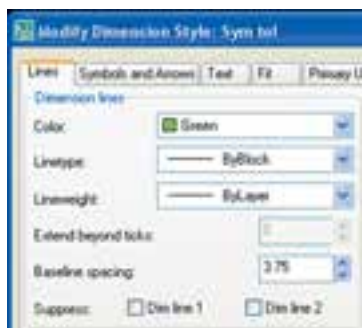 Modify Dimension Style: Sym tol
Lines Symbols and Arrows Text Fit Primary U
Dimension lines
Color: Green
Linetype: ByBlock
Lineweight: ByLayer
Extend beyond ticks:
Baseline spacing: 3.75
Suppress: Dim line 1 Dim line 2